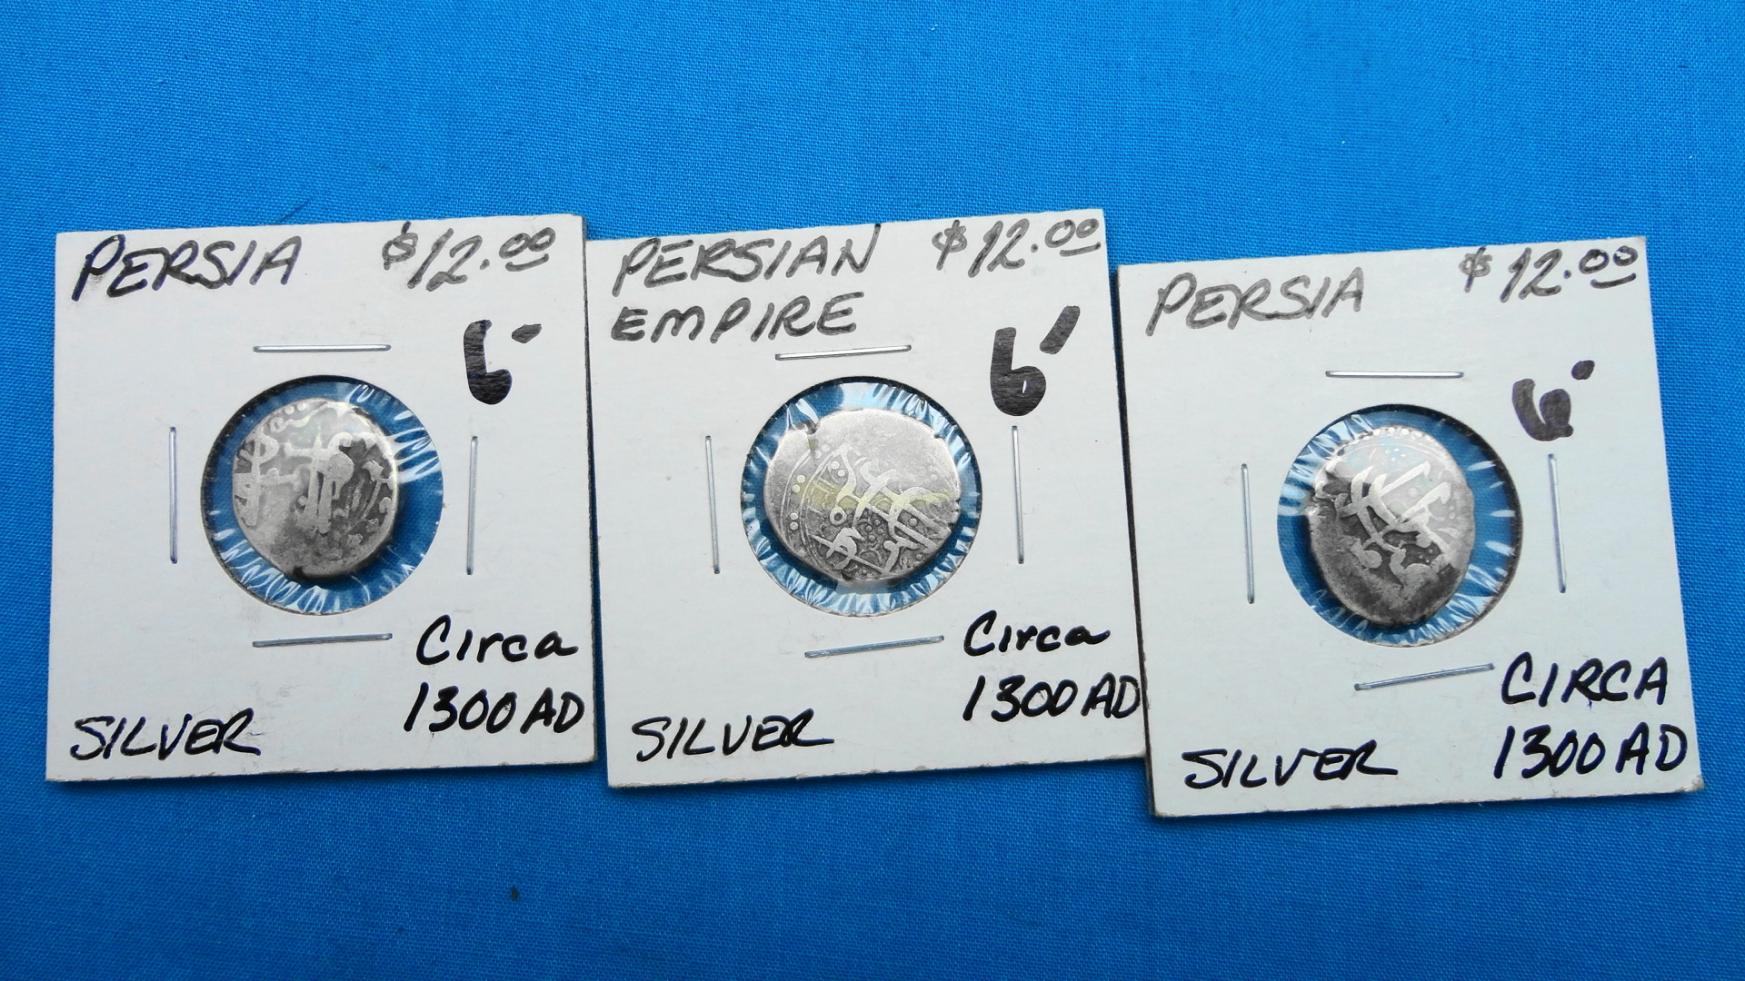 PERSIA $12.00
6
Circa
1300 AD
SILVER
PERSIAN $12.00
EMPIRE
6
Circa
1300 AD
SILVER
PERSIA $12.00
6
CIRCA
1300 AD
SILVER